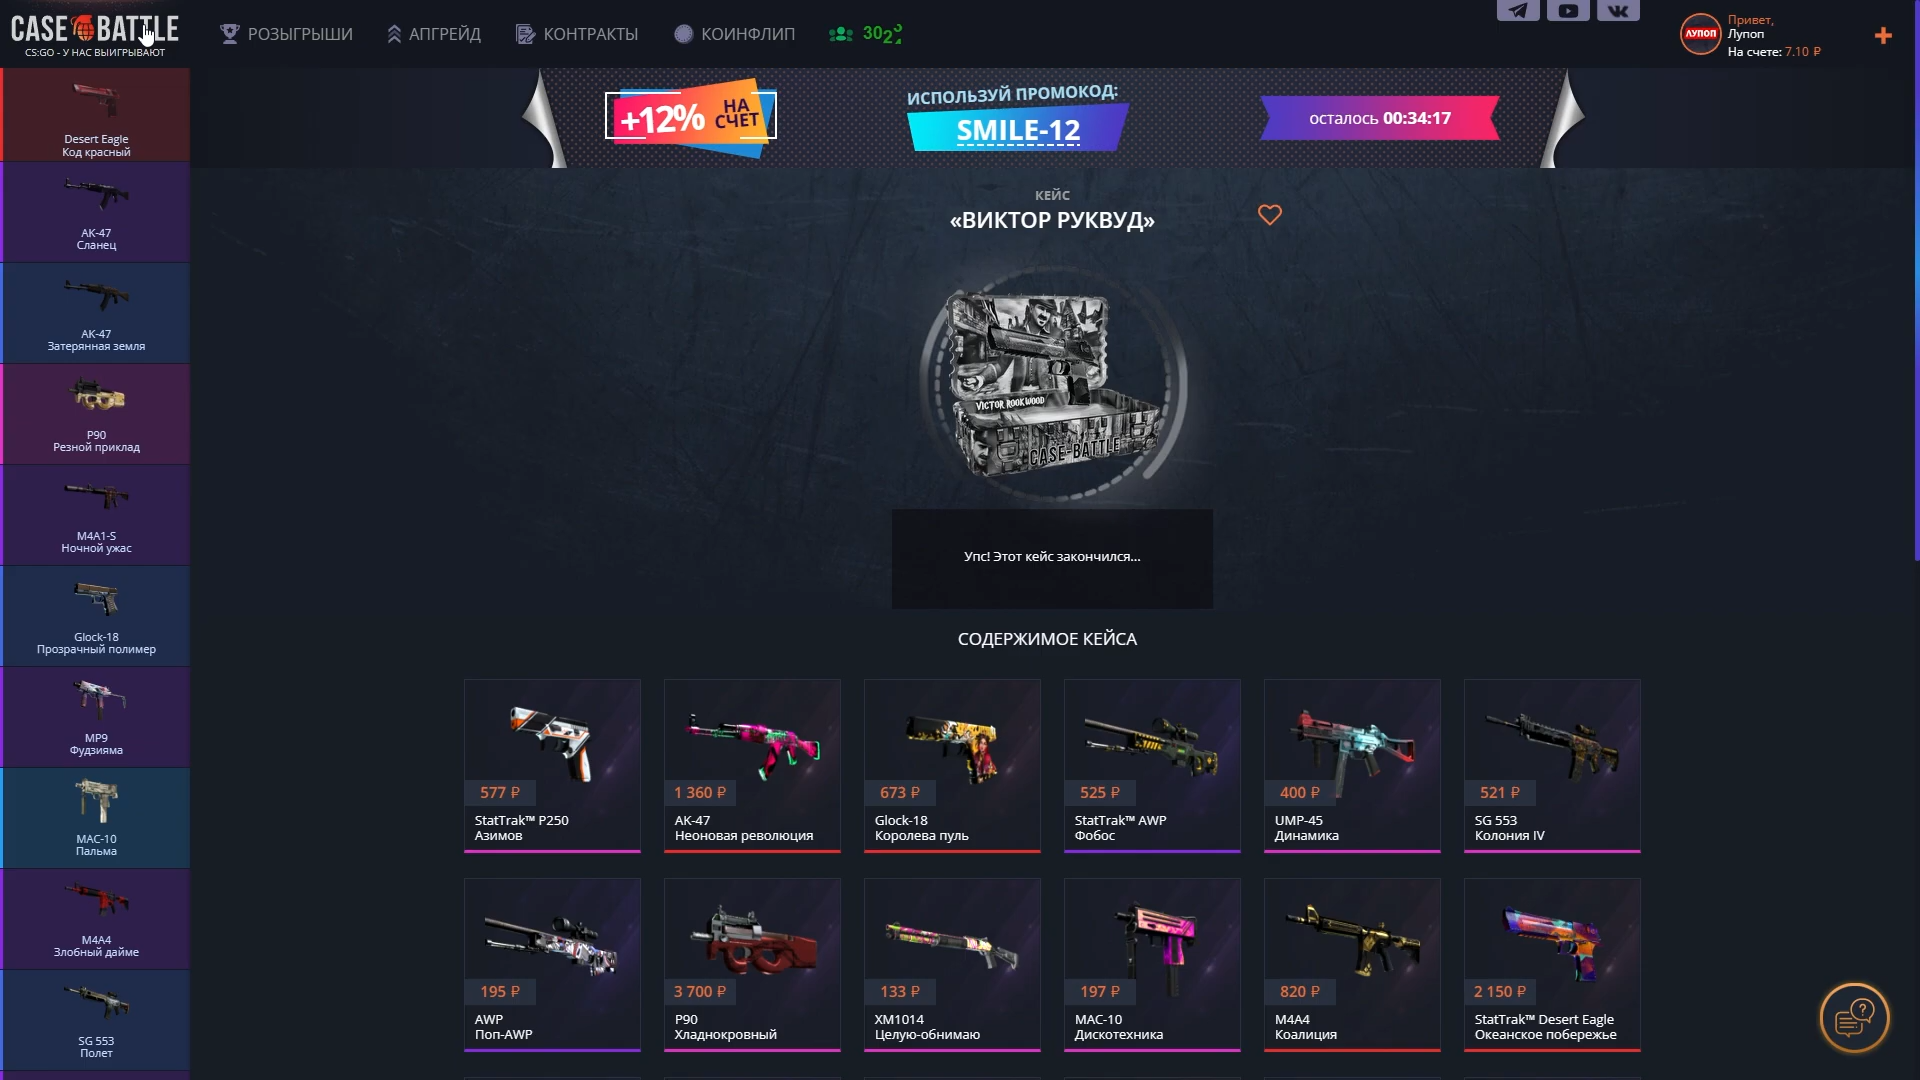 CASE BATTLE
CS:GO - У НАС ВЫИГРЫВАЮТ
РОЗЫГРЫШИ
АПГРЕЙД
КОНТРАКТЫ
КОИНФЛИП
Привет,
Лупоп
На счете: 7.10 ₽
ЛУПОП
+
+12% НА СЧЕТ
ИСПОЛЬЗУЙ ПРОМОКОД:
SMILE-12
осталось 00:34:17
Desert Eagle
Код красный
АК-47
Сланец
АК-47
Затерянная земля
P90
Резной приклад
M4A1-S
Ночной ужас
Glock-18
Прозрачный полимер
MP9
Фудзияма
MAC-10
Пальма
M4A4
Злобный дайме
SG 553
Полет
КЕЙС
«ВИКТОР РУКВУД»
VICTOR ROOKWOOD
CASE-BATTLE
Упс! Этот кейс закончился...
СОДЕРЖИМОЕ КЕЙСА
577 ₽
StatTrak™ P250
Азимов
1 360 ₽
АК-47
Неоновая революция
673 ₽
Glock-18
Королева пуль
525 ₽
StatTrak™ AWP
Фобос
400 ₽
UMP-45
Динамика
521 ₽
SG 553
Колония IV
195 ₽
AWP
Поп-AWP
3 700 ₽
P90
Хладнокровный
133 ₽
XM1014
Целую-обнимаю
197 ₽
MAC-10
Дискотехника
820 ₽
M4A4
Коалиция
2 150 ₽
StatTrak™ Desert Eagle
Океанское побережье